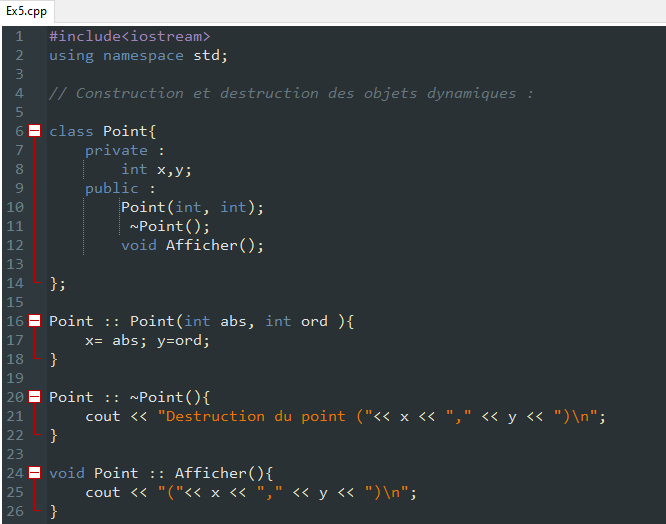 Ex5.cpp
1 #include<iostream>
2 using namespace std;
3
4 // Construction et destruction des objets dynamiques :
5
6 class Point{
7 private :
8 int x,y;
9 public :
10 Point(int, int);
11 ~Point();
12 void Afficher();
13
14 };
15
16 Point :: Point(int abs, int ord ){
17 x= abs; y=ord;
18 }
19
20 Point :: ~Point(){
21 cout << "Destruction du point ("<< x << "," << y << ")\n";
22 }
23
24 void Point :: Afficher(){
25 cout << "("<< x << "," << y << ")\n";
26 }